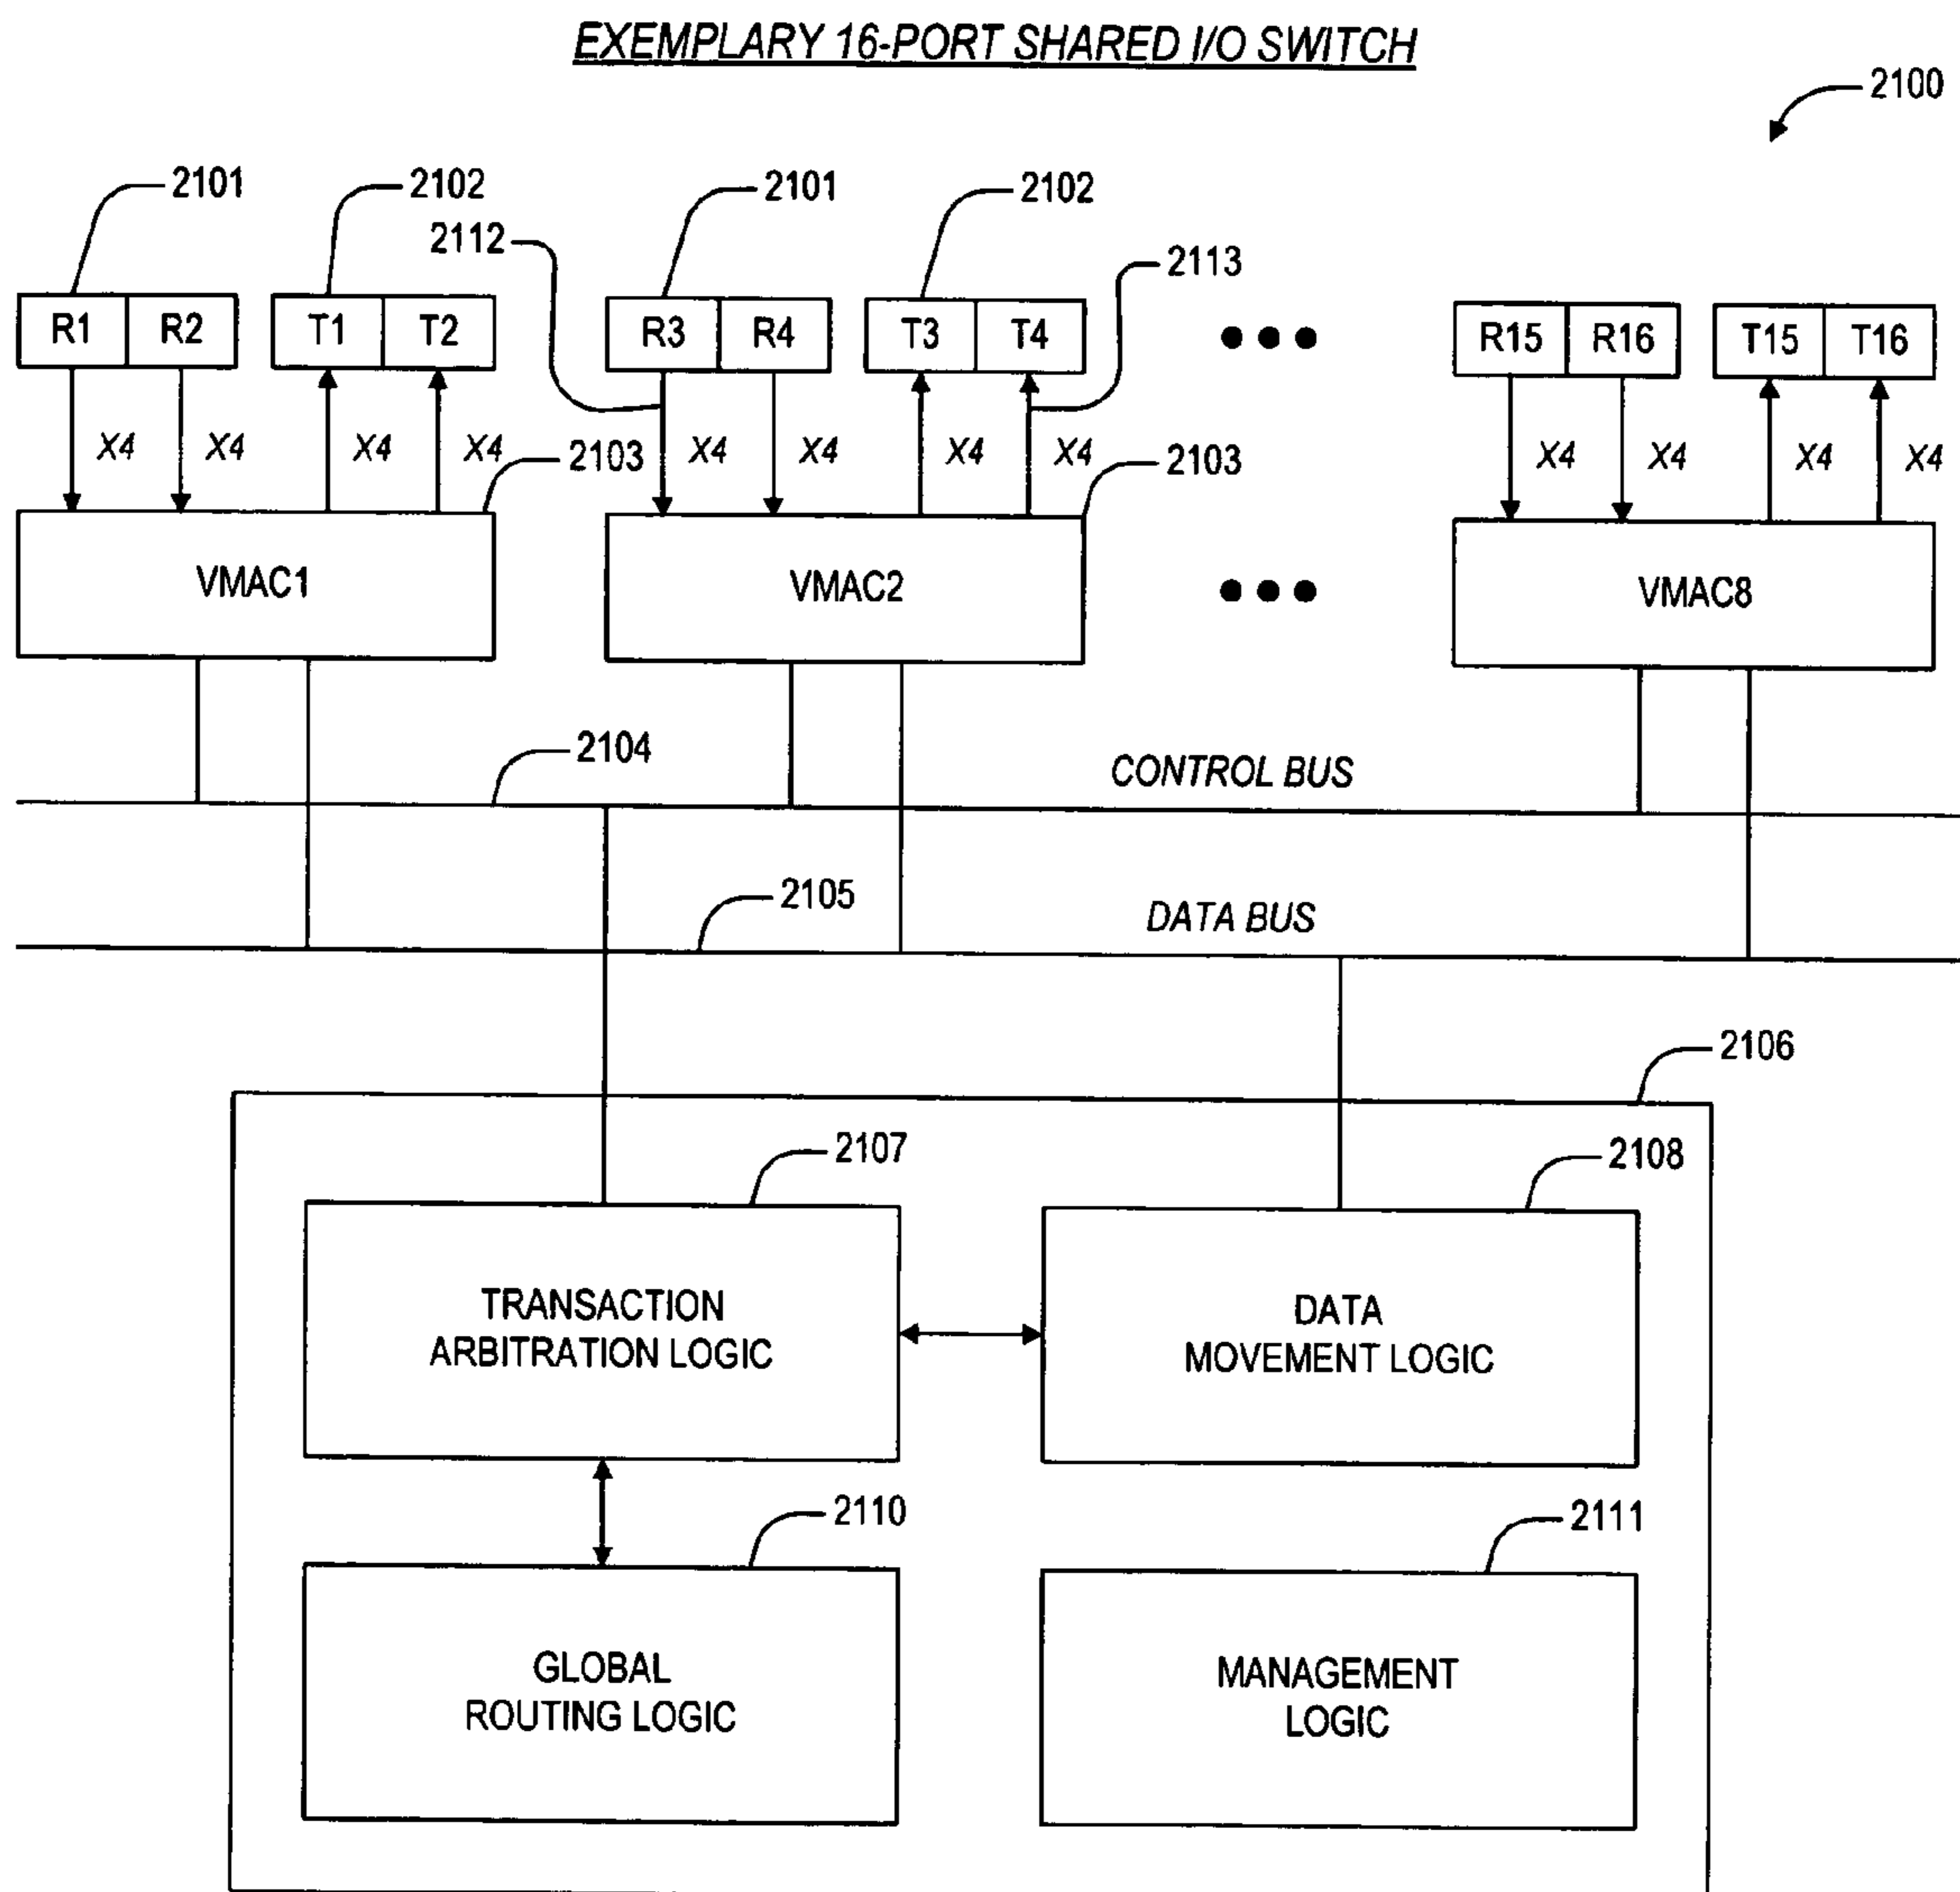 EXEMPLARY 16-PORT SHARED I/O SWITCH
2100
2101
2102
2101
2102
2112
2113
R1 R2 T1 T2 R3 R4 T3 T4 R15 R16 T15 T16
X4 X4 X4 X4 X4 X4 X4 X4 X4 X4 X4 X4
2103
2103
VMAC1
VMAC2
VMAC8
2104
CONTROL BUS
2105
DATA BUS
2106
2107
2108
TRANSACTION
ARBITRATION LOGIC
DATA
MOVEMENT LOGIC
2110
2111
GLOBAL
ROUTING LOGIC
MANAGEMENT
LOGIC